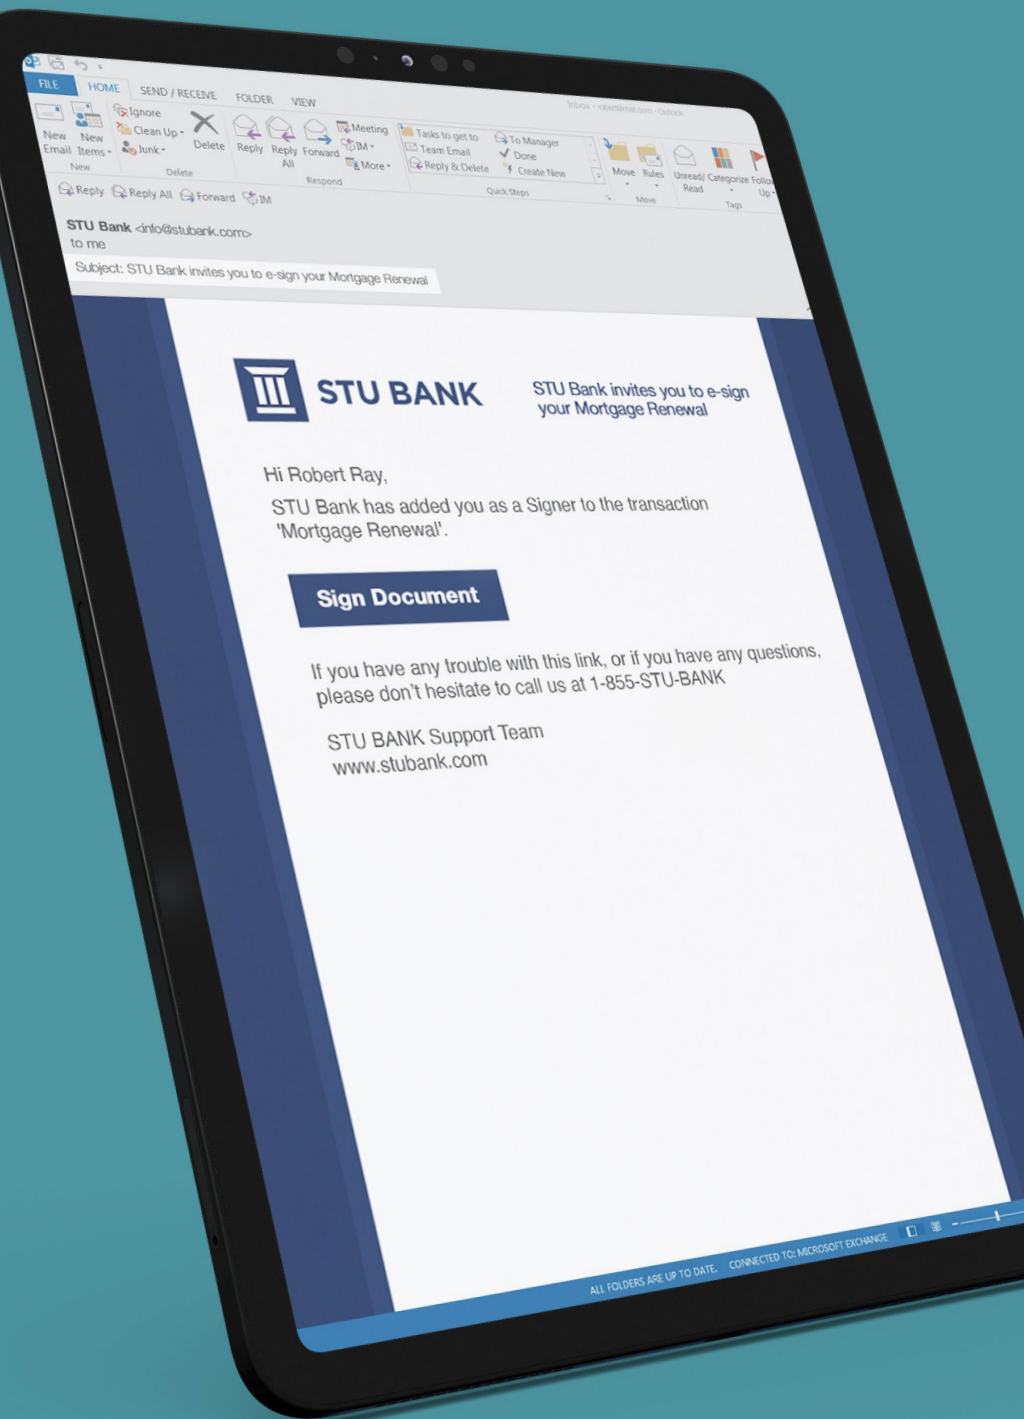 Inbox - robert@mail.com - Outlook
FILE HOME SEND / RECEIVE FOLDER VIEW
New Email
New Items
New
Ignore
Clean Up
Junk
Delete
Delete
Reply
Reply All
Forward
Meeting
IM
More
Respond
Tasks to get to
Team Email
Reply & Delete
To Manager
Done
Create New
Quick Steps
Move
Rules
Move
Unread/ Read
Categorize
Follow Up
Tags
Reply Reply All Forward IM
STU Bank <info@stubank.com>
to me
Subject: STU Bank invites you to e-sign your Mortgage Renewal
STU BANK
STU Bank invites you to e-sign
your Mortgage Renewal
Hi Robert Ray,
STU Bank has added you as a Signer to the transaction
'Mortgage Renewal'.
Sign Document
If you have any trouble with this link, or if you have any questions,
please don't hesitate to call us at 1-855-STU-BANK
STU BANK Support Team
www.stubank.com
ALL FOLDERS ARE UP TO DATE. CONNECTED TO: MICROSOFT EXCHANGE